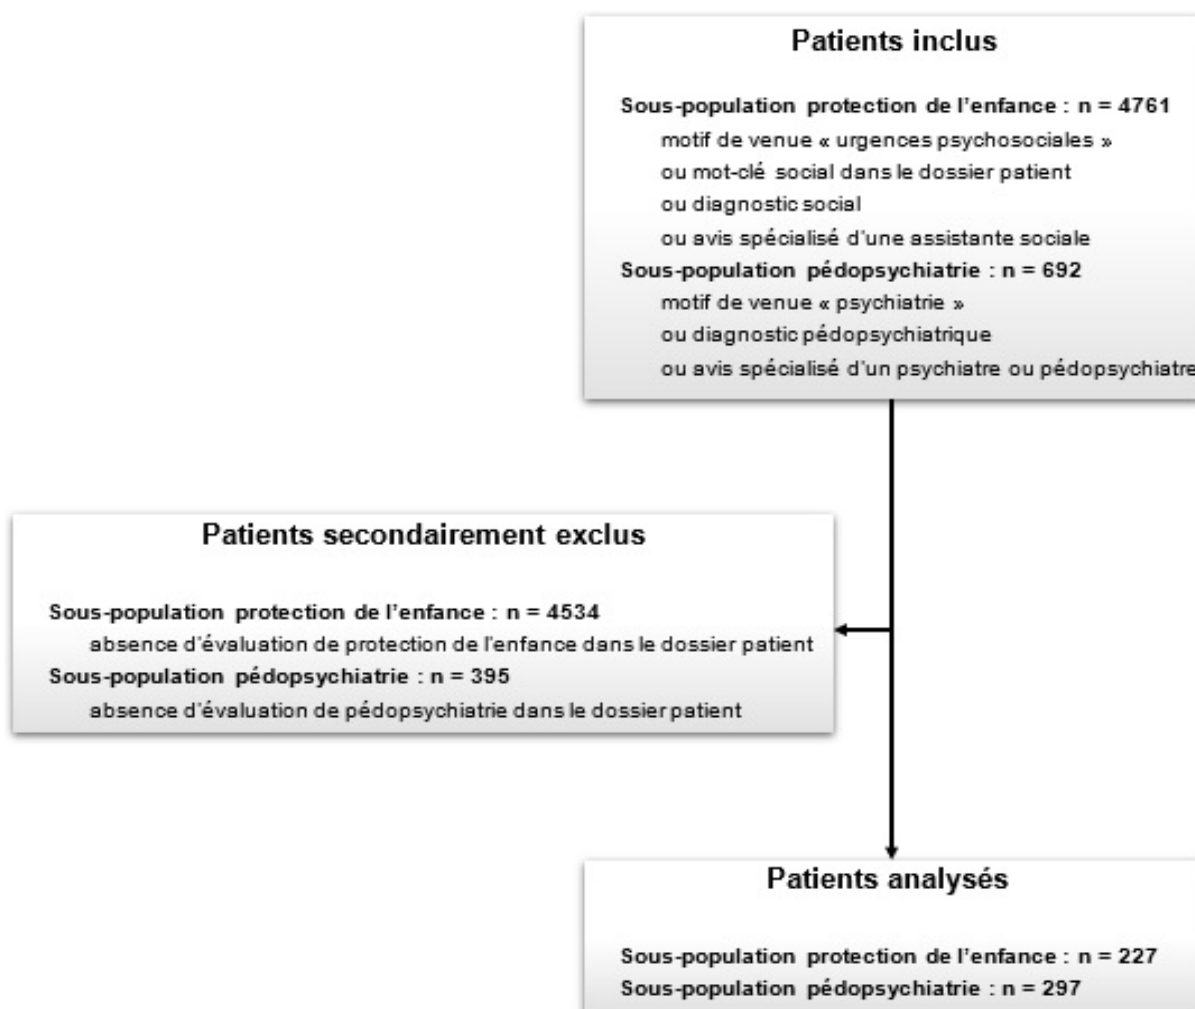 Patients inclus
Sous-population protection de l'enfance : n = 4761
motif de venue « urgences psychosociales »
ou mot-clé social dans le dossier patient
ou diagnostic social
ou avis spécialisé d'une assistante sociale
Sous-population pédopsychiatrie : n = 692
motif de venue « psychiatrie »
ou diagnostic pédopsychiatrique
ou avis spécialisé d'un psychiatre ou pédopsychiatre
Patients secondairement exclus
Sous-population protection de l'enfance : n = 4534
absence d'évaluation de protection de l'enfance dans le dossier patient
Sous-population pédopsychiatrie : n = 395
absence d'évaluation de pédopsychiatrie dans le dossier patient
Patients analysés
Sous-population protection de l'enfance : n = 227
Sous-population pédopsychiatrie : n = 297